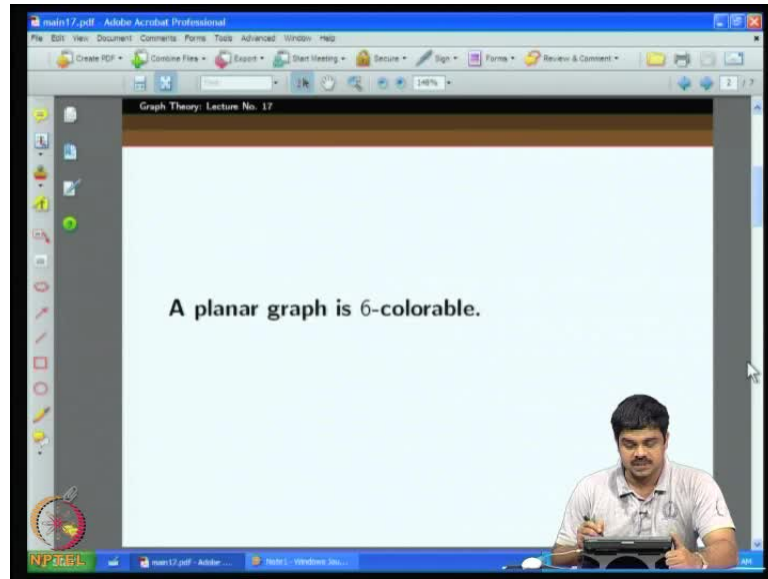 main17.pdf - Adobe Acrobat Professional
File Edit View Document Comments Forms Tools Advanced Window Help
Create PDF Combine Files Export Start Meeting Secure Sign Forms Review & Comment
146% 2 / 7
Graph Theory: Lecture No. 17
A planar graph is 6-colorable.
NPTEL
main17.pdf - Adobe ... Note1 - Windows Jou... AM